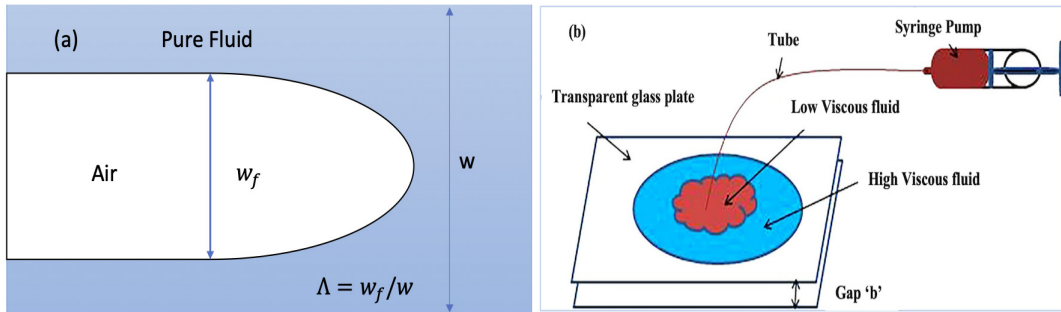 (a)
Pure Fluid
Air
w_f
w
Λ = w_f/w
(b)
Syringe Pump
Tube
Transparent glass plate
Low Viscous fluid
High Viscous fluid
Gap ‘b’